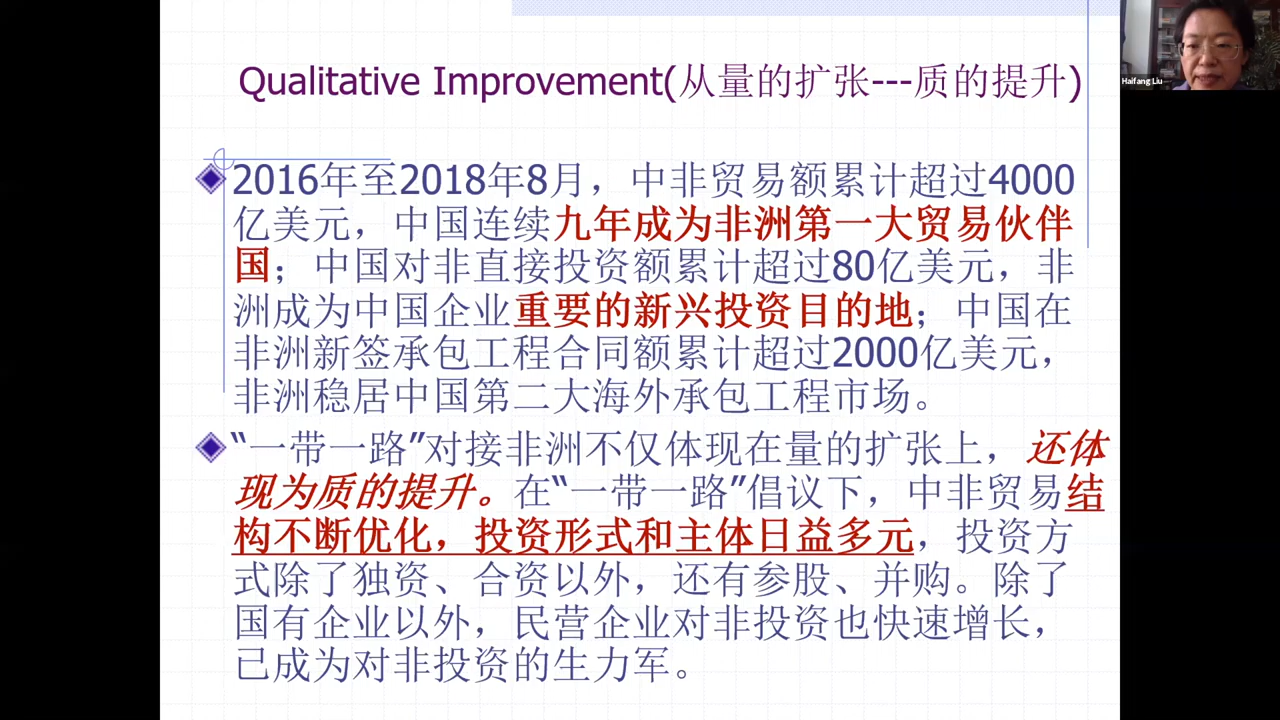 Qualitative Improvement(从量的扩张---质的提升)
Haifang Liu
2016年至2018年8月，中非贸易额累计超过4000
亿美元，中国连续九年成为非洲第一大贸易伙伴
国；中国对非直接投资额累计超过80亿美元，非
洲成为中国企业重要的新兴投资目的地；中国在
非洲新签承包工程合同额累计超过2000亿美元，
非洲稳居中国第二大海外承包工程市场。
“一带一路”对接非洲不仅体现在量的扩张上，还体
现为质的提升。在“一带一路”倡议下，中非贸易结
构不断优化，投资形式和主体日益多元，投资方
式除了独资、合资以外，还有参股、并购。除了
国有企业以外，民营企业对非投资也快速增长，
已成为对非投资的生力军。